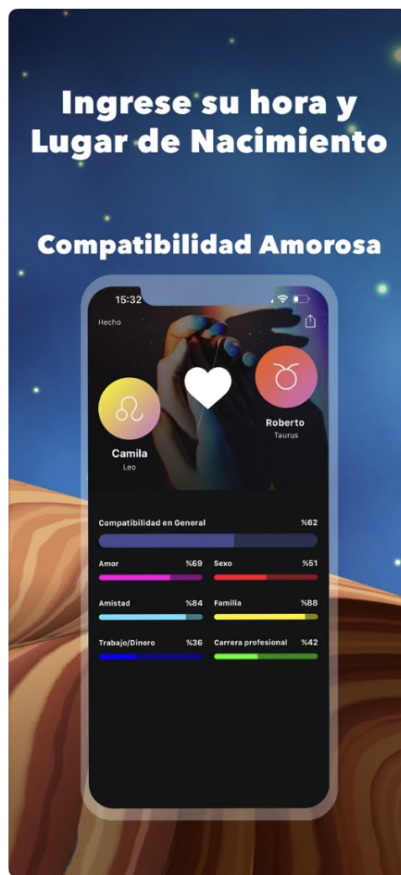 Ingrese su hora y
Lugar de Nacimiento
Compatibilidad Amorosa
15:32
Hecho
Camila
Leo
Roberto
Taurus
Compatibilidad en General %62
Amor %69 Sexo %51
Amistad %84 Familia %88
Trabajo/Dinero %36 Carrera profesional %42